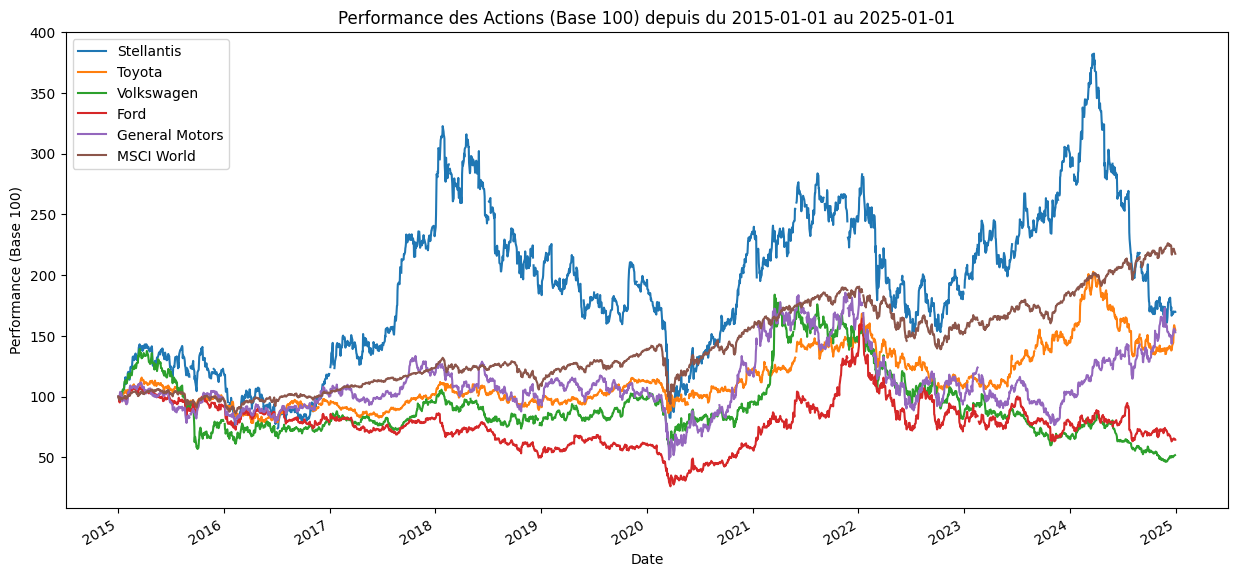 Performance des Actions (Base 100) depuis du 2015-01-01 au 2025-01-01
400
350
300
250
200
150
100
50
Performance (Base 100)
Stellantis
Toyota
Volkswagen
Ford
General Motors
MSCI World
2015
2016
2017
2018
2019
2020
2021
2022
2023
2024
2025
Date